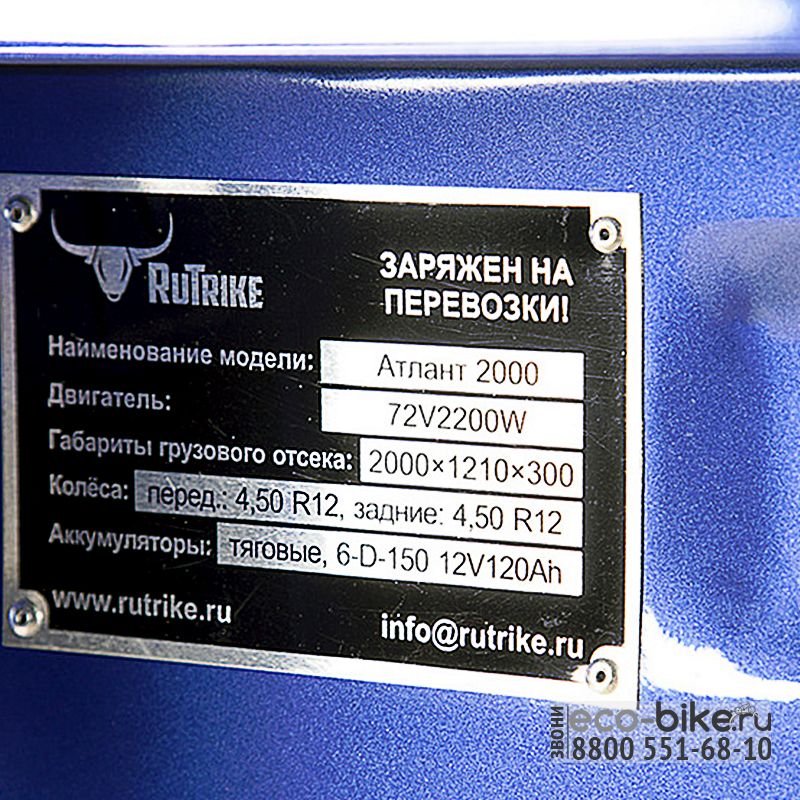 RUTRIKE
ЗАРЯЖЕН НА
ПЕРЕВОЗКИ!
Наименование модели: Атлант 2000
Двигатель: 72V2200W
Габариты грузового отсека: 2000×1210×300
Колёса: перед.: 4,50 R12, задние: 4,50 R12
Аккумуляторы: тяговые, 6-D-150 12V120Ah
www.rutrike.ru
info@rutrike.ru
ЗВОНИ
eco-bike.ru
8800 551-68-10